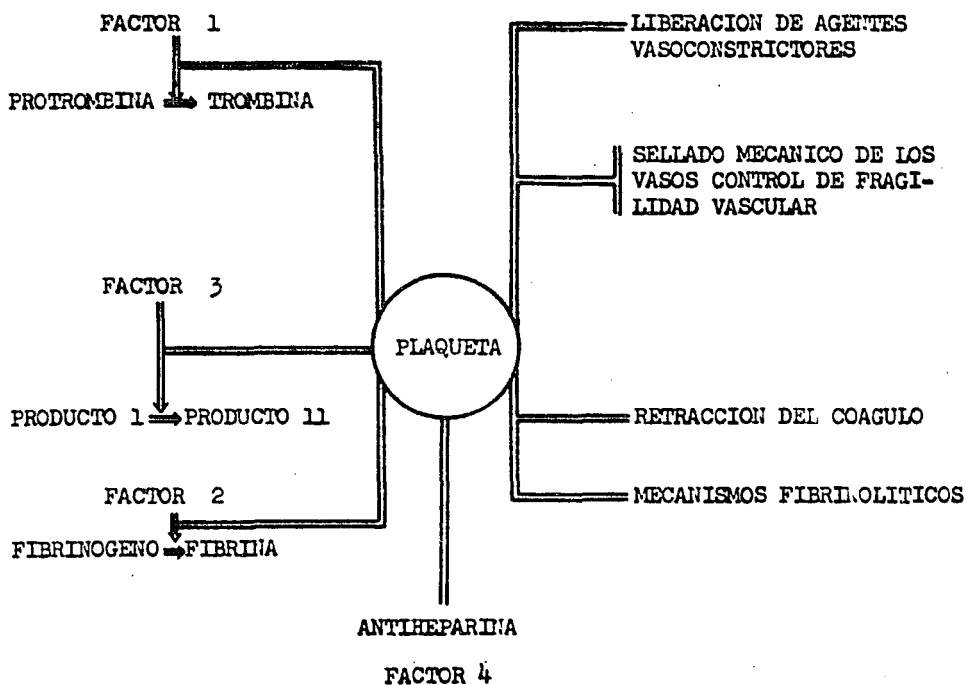 FACTOR 1
PROTROMBINA
TROMBINA
FACTOR 3
PRODUCTO 1
PRODUCTO 11
FACTOR 2
FIBRINOGENO
FIBRINA
PLAQUETA
ANTIHEPARINA
FACTOR 4
LIBERACION DE AGENTES
VASOCONSTRICTORES
SELLADO MECANICO DE LOS
VASOS CONTROL DE FRAGI-
LIDAD VASCULAR
RETRACCION DEL COAGULO
MECANISMOS FIBRINOLITICOS